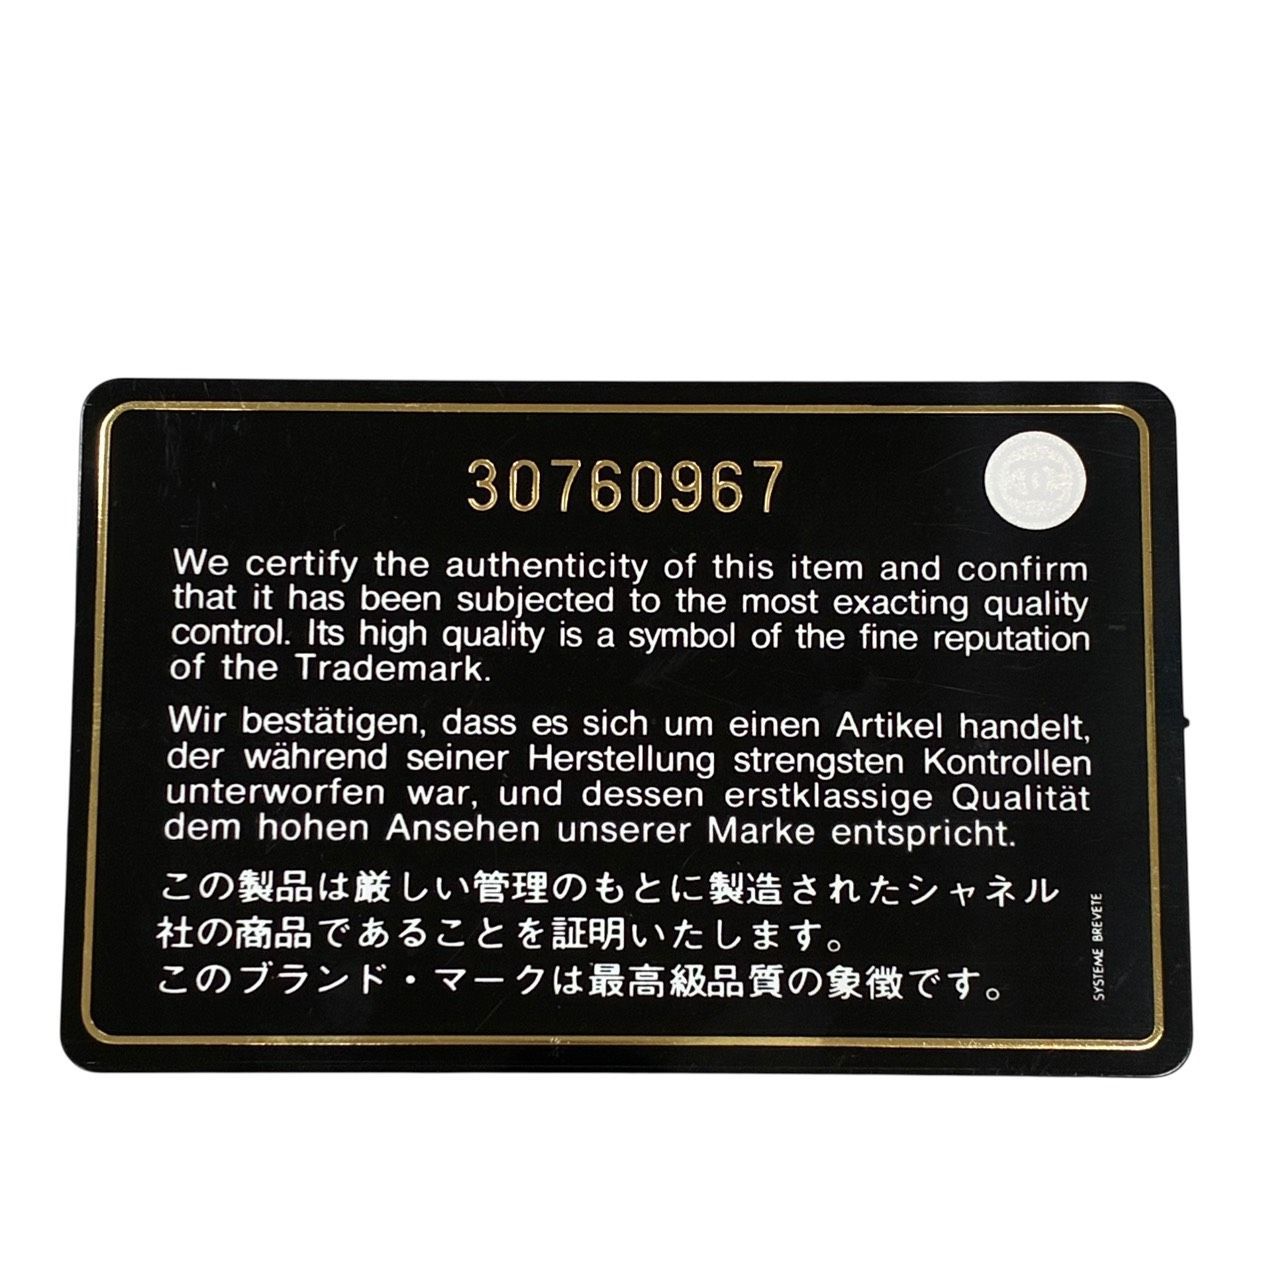 30760967
We certify the authenticity of this item and confirm
that it has been subjected to the most exacting quality
control. Its high quality is a symbol of the fine reputation
of the Trademark.
Wir bestätigen, dass es sich um einen Artikel handelt,
der während seiner Herstellung strengsten Kontrollen
unterworfen war, und dessen erstklassige Qualität
dem hohen Ansehen unserer Marke entspricht.
この製品は厳しい管理のもとに製造されたシャネル
社の商品であることを証明いたします。
このブランド・マークは最高級品質の象徴です。
SYSTEME BREVETE